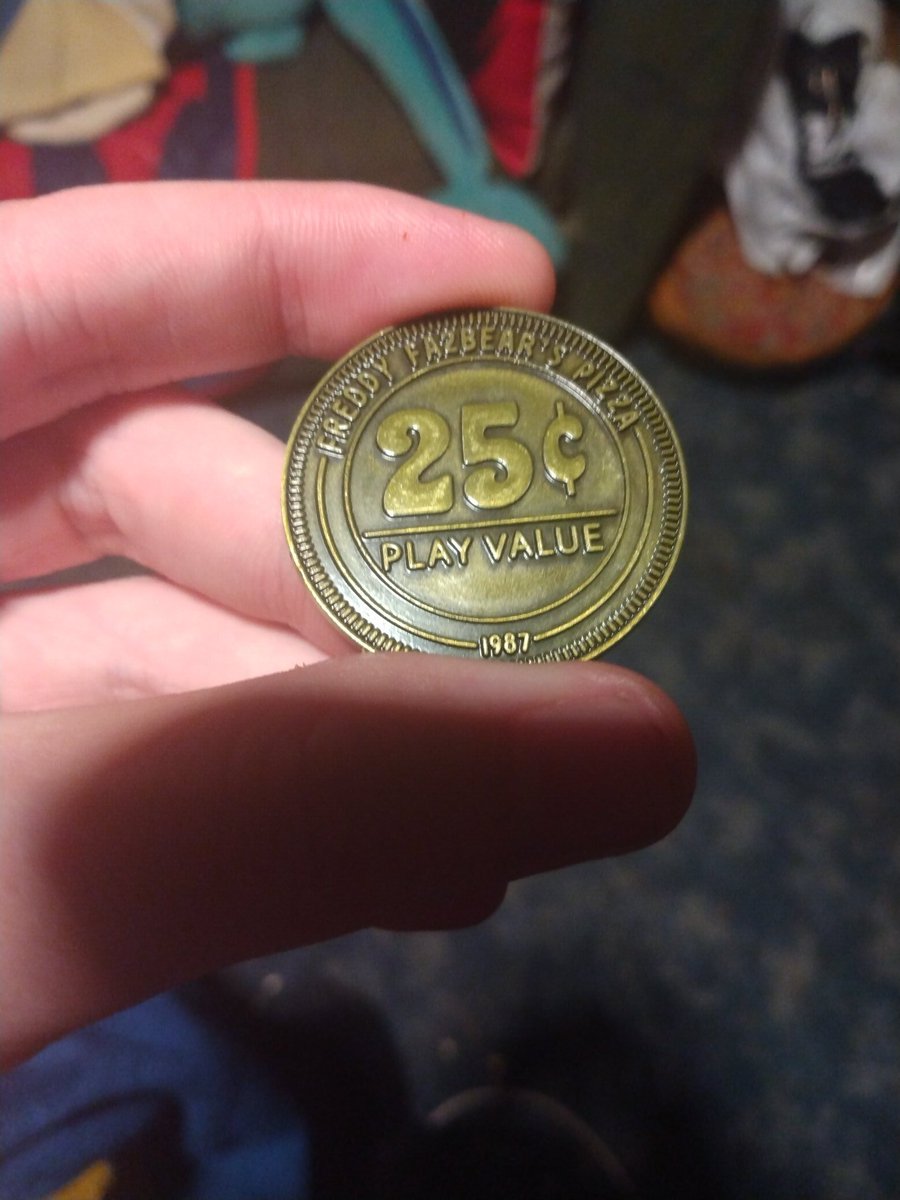 FREDDY FAZBEAR'S PIZZA
25¢
PLAY VALUE
1987